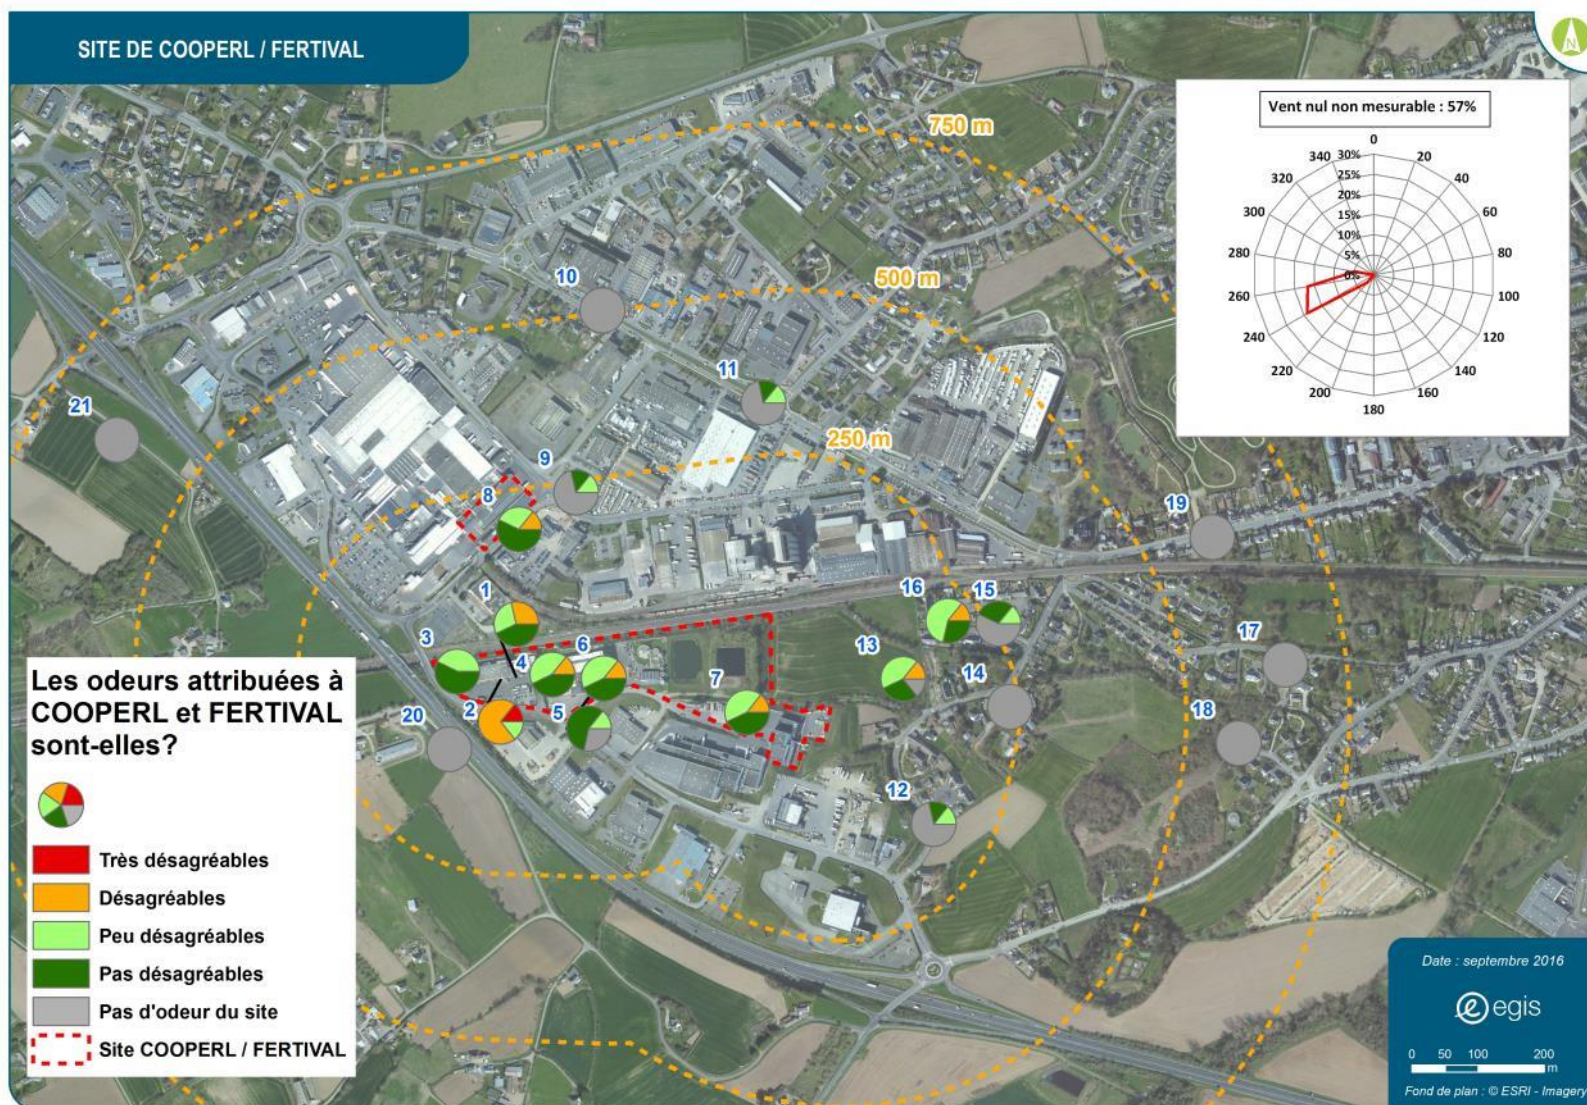 SITE DE COOPERL / FERTIVAL
N
Vent nul non mesurable : 57%
0
20
40
60
80
100
120
140
160
180
200
220
240
260
280
300
320
340
30%
25%
20%
15%
10%
5%
0%
750 m
500 m
250 m
10
11
21
9
8
19
1
16
15
3
6
13
17
4
7
14
2
5
20
18
12
Les odeurs attribuées à
COOPERL et FERTIVAL
sont-elles?
Très désagréables
Désagréables
Peu désagréables
Pas désagréables
Pas d'odeur du site
Site COOPERL / FERTIVAL
Date : septembre 2016
egis
0 50 100 200
m
Fond de plan : © ESRI - Imagery